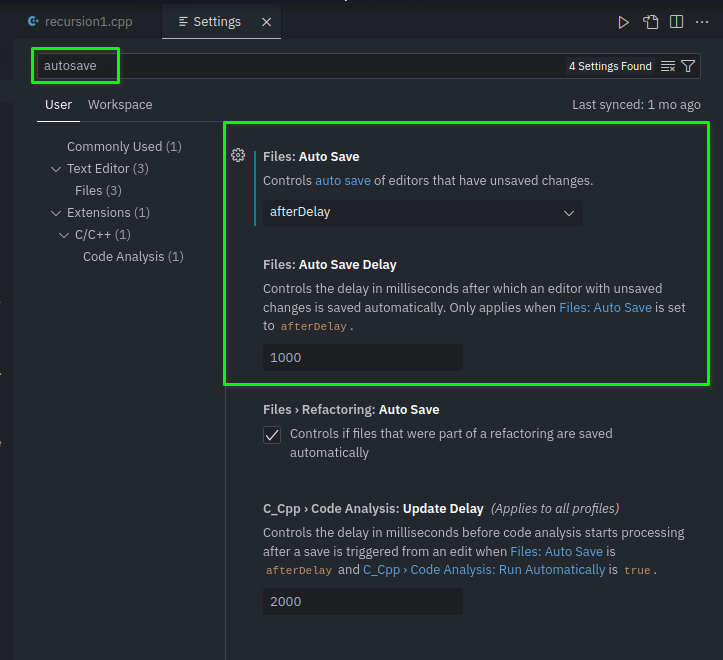 recursion1.cpp
Settings
autosave
4 Settings Found
User
Workspace
Last synced: 1 mo ago
Commonly Used (1)
Text Editor (3)
Files (3)
Extensions (1)
C/C++ (1)
Code Analysis (1)
Files: Auto Save
Controls auto save of editors that have unsaved changes.
afterDelay
Files: Auto Save Delay
Controls the delay in milliseconds after which an editor with unsaved
changes is saved automatically. Only applies when Files: Auto Save is set
to afterDelay.
1000
Files › Refactoring: Auto Save
Controls if files that were part of a refactoring are saved
automatically
C_Cpp › Code Analysis: Update Delay (Applies to all profiles)
Controls the delay in milliseconds before code analysis starts processing
after a save is triggered from an edit when Files: Auto Save is
afterDelay and C_Cpp › Code Analysis: Run Automatically is true.
2000